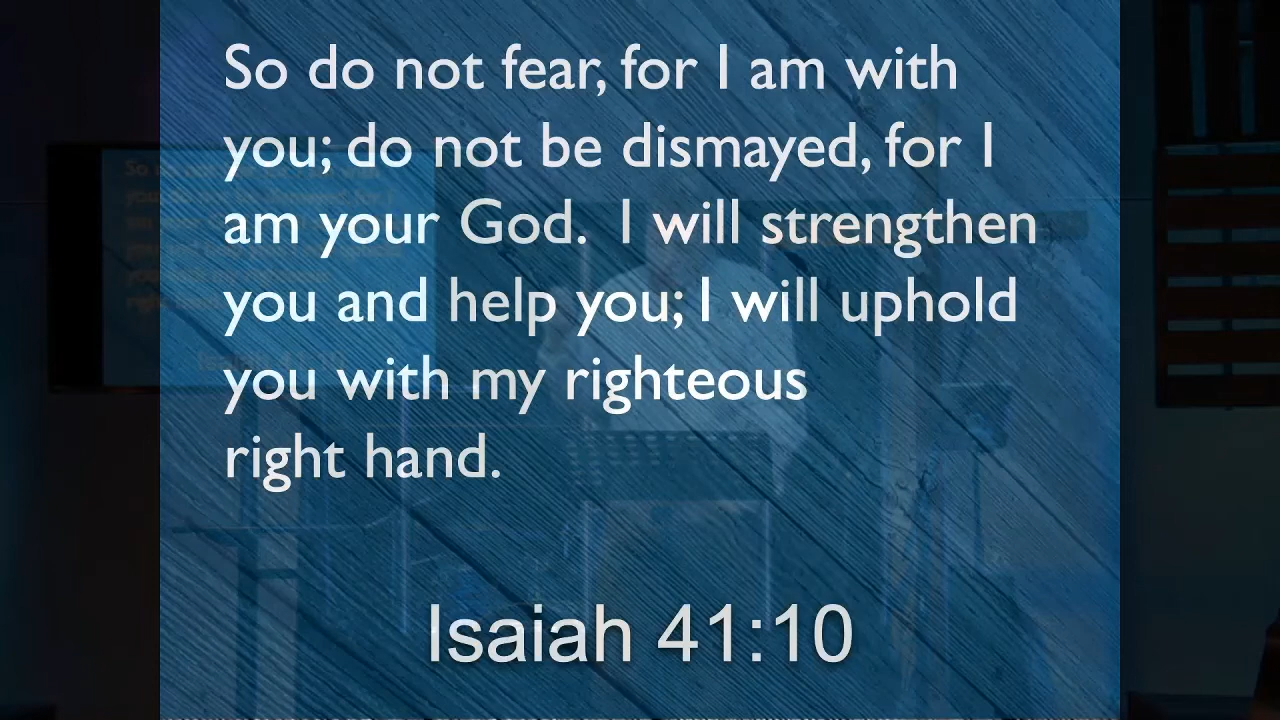 So do not fear, for I am with
you; do not be dismayed, for I
am your God.  I will strengthen
you and help you; I will uphold
you with my righteous
right hand.
Isaiah 41:10